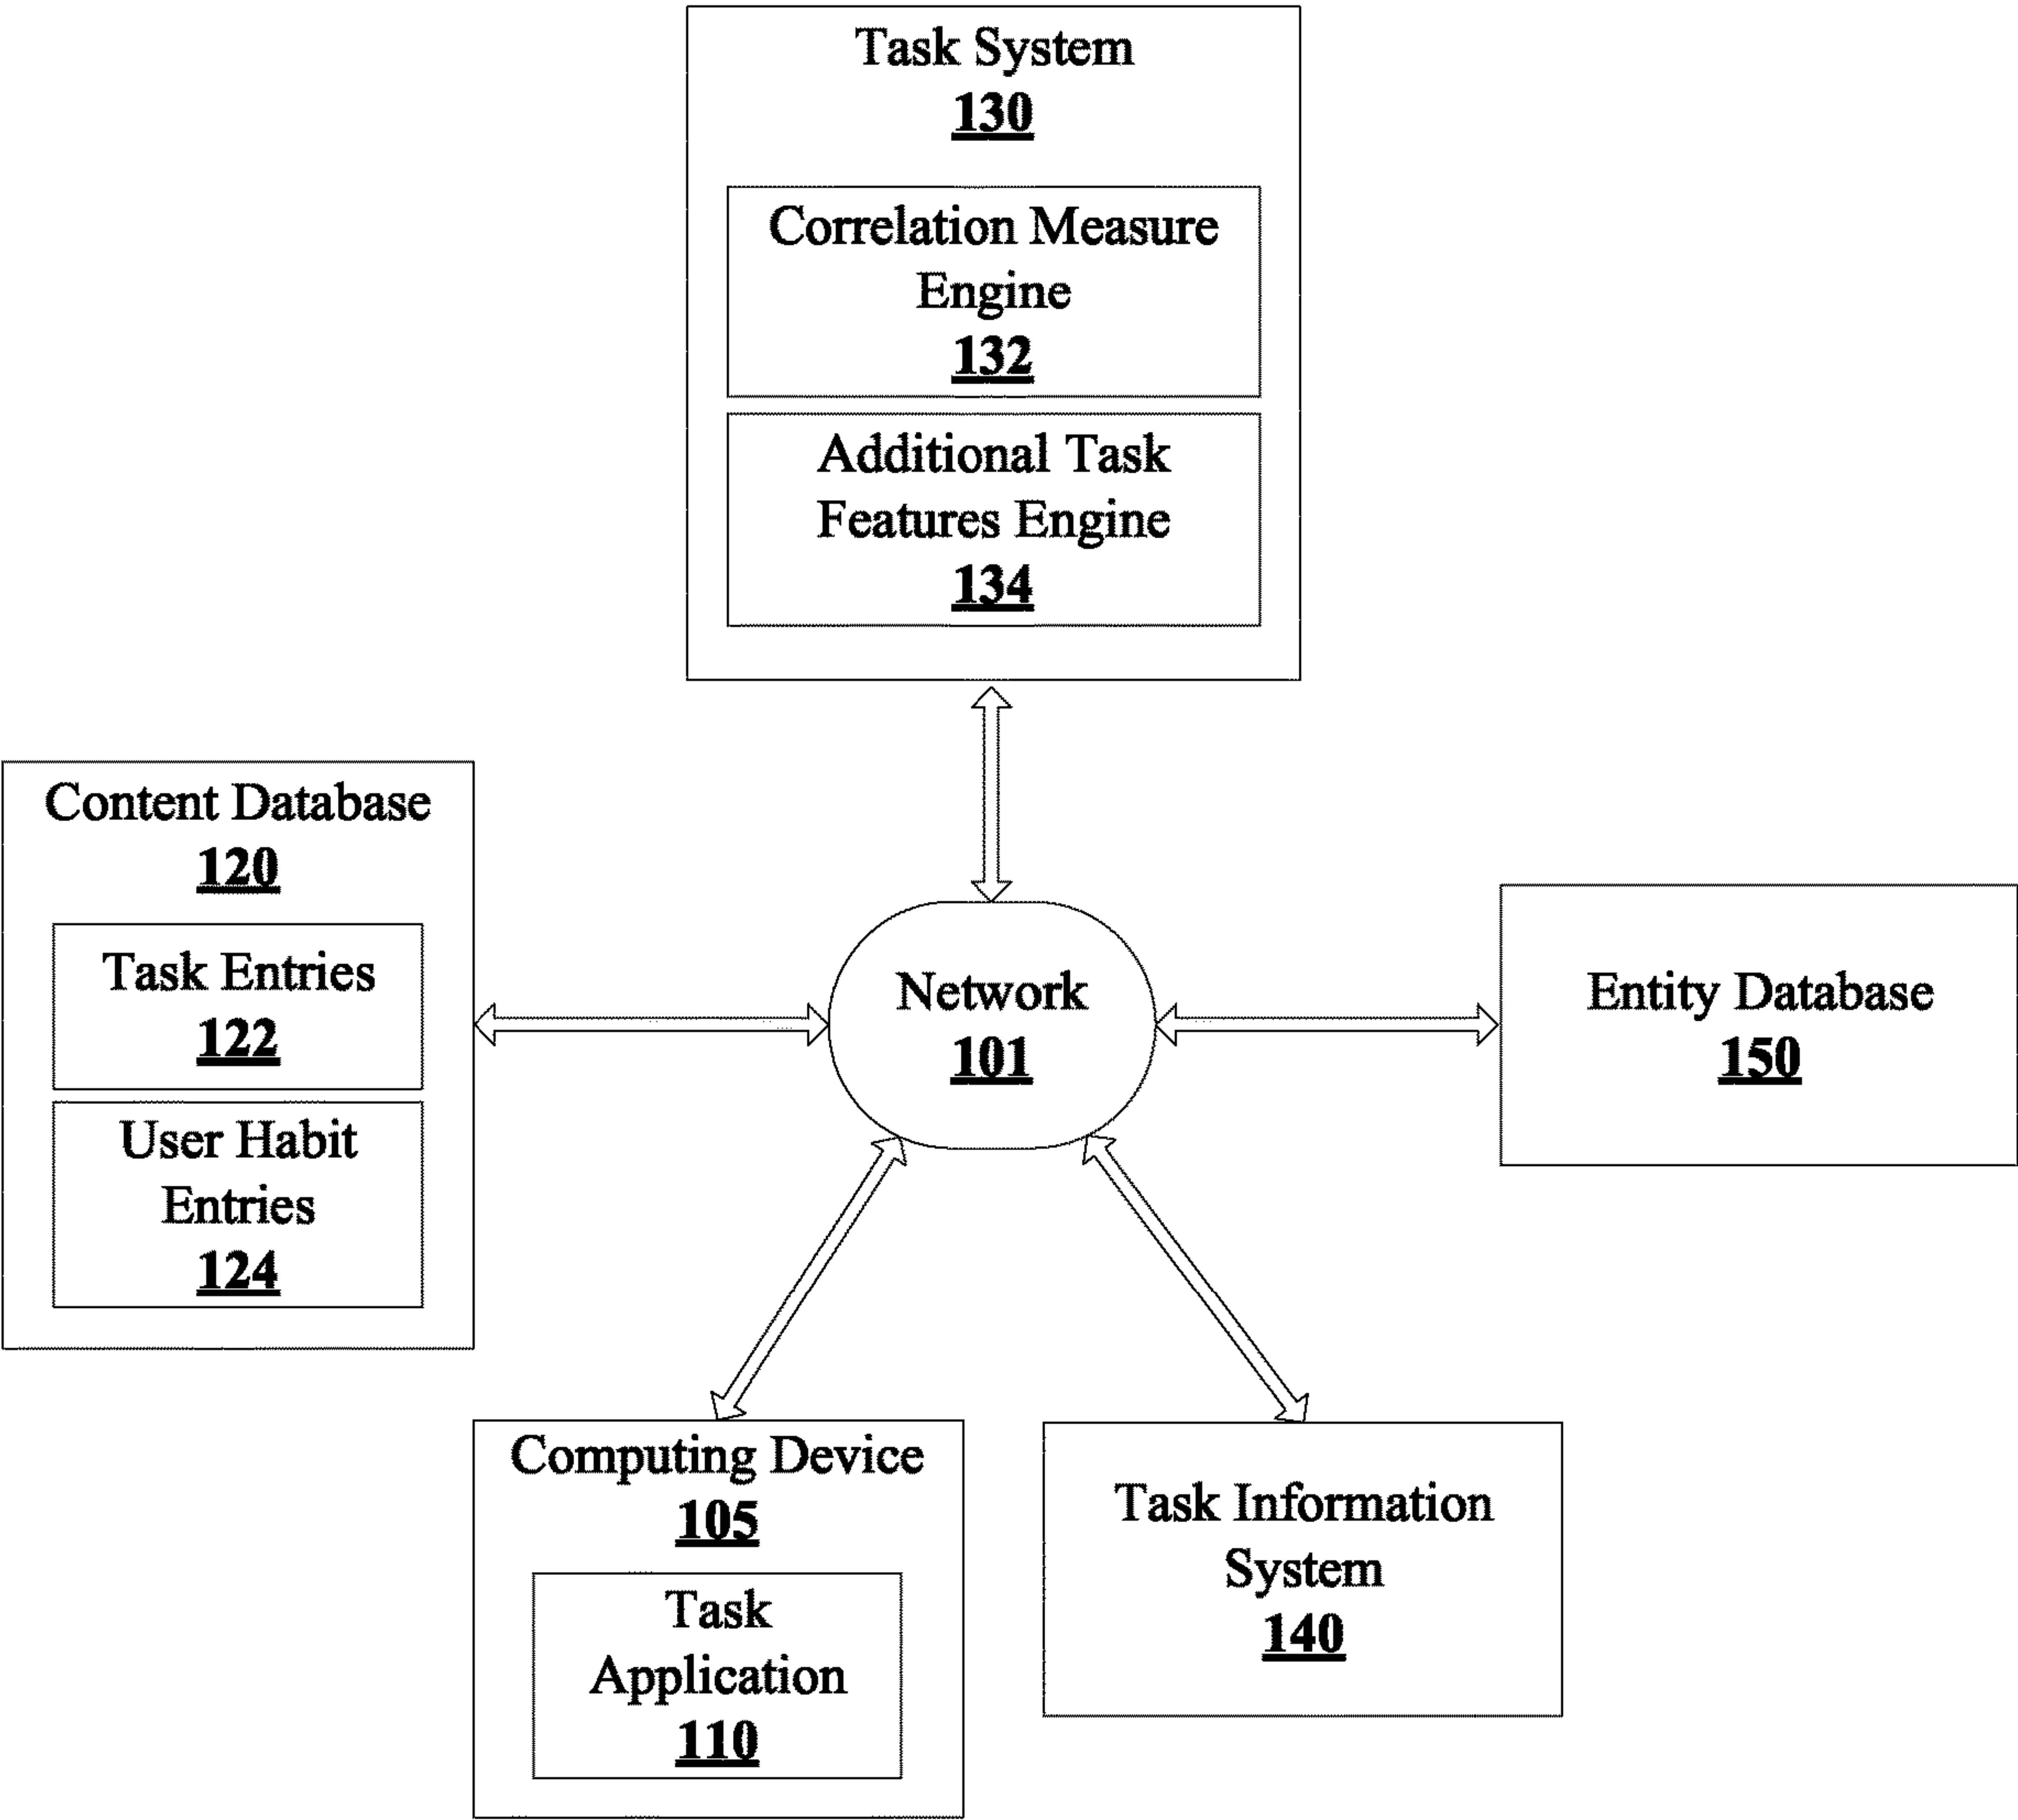 Task System
130
Correlation Measure
Engine
132
Additional Task
Features Engine
134
Content Database
120
Task Entries
122
User Habit
Entries
124
Network
101
Entity Database
150
Computing Device
105
Task
Application
110
Task Information
System
140